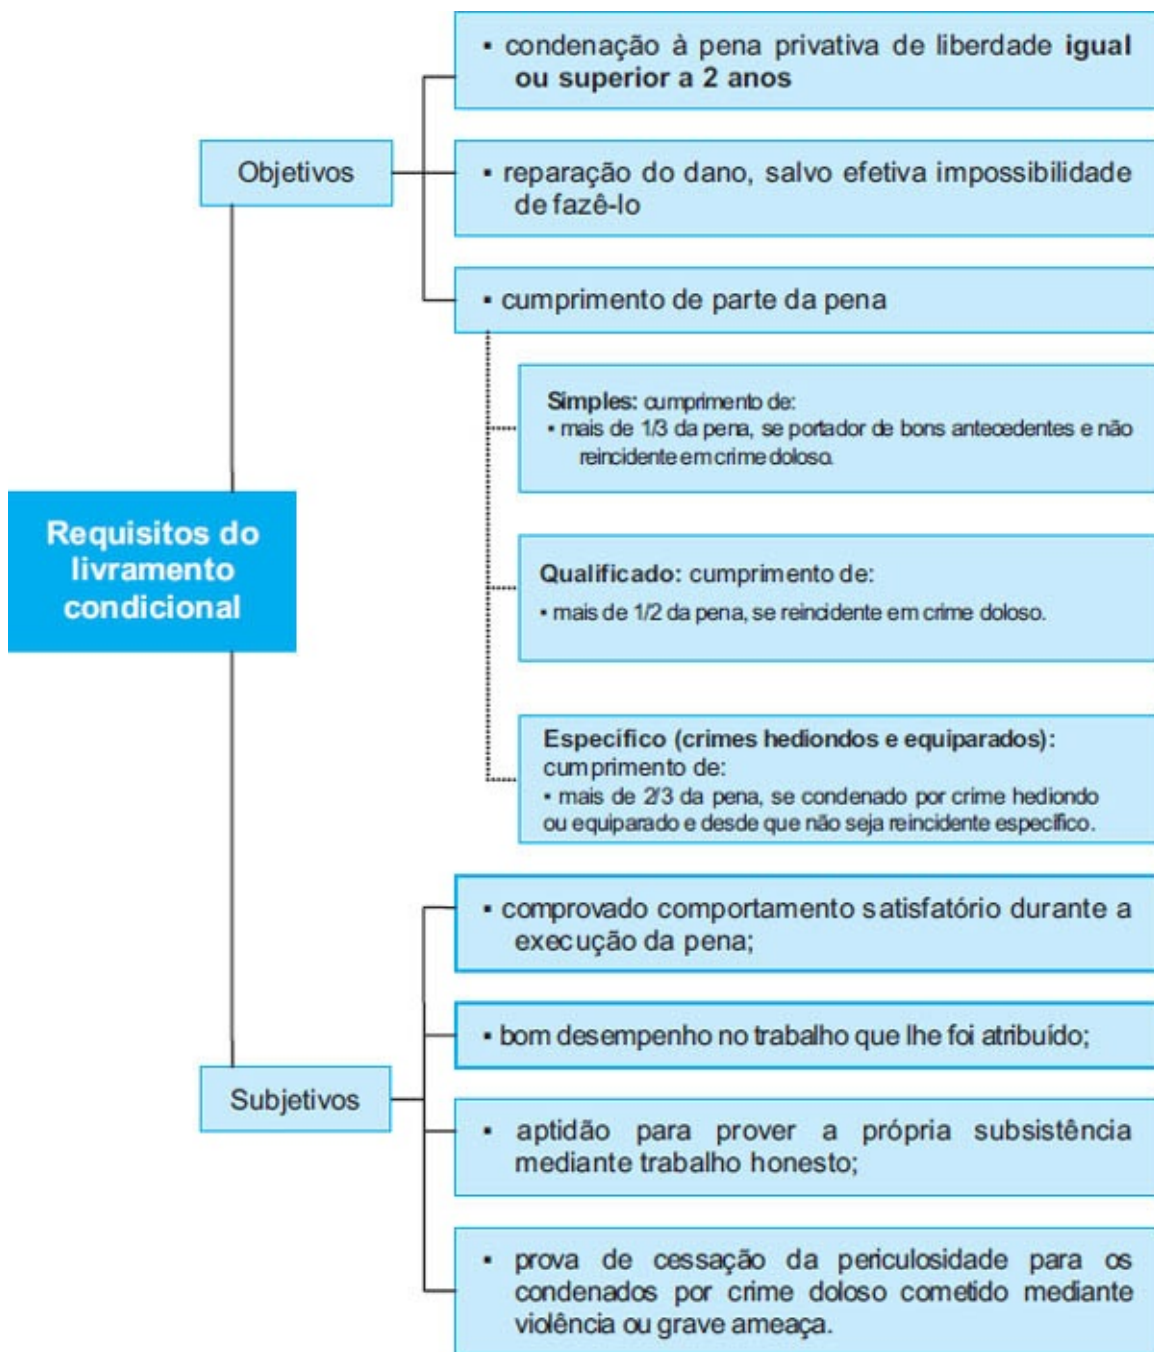 ▪ condenação à pena privativa de liberdade igual
ou superior a 2 anos
Objetivos
▪ reparação do dano, salvo efetiva impossibilidade
de fazê-lo
▪ cumprimento de parte da pena
Simples: cumprimento de:
▪ mais de 1/3 da pena, se portador de bons antecedentes e não
reincidente em crime doloso.
Requisitos do
livramento
condicional
Qualificado: cumprimento de:
▪ mais de 1/2 da pena, se reincidente em crime doloso.
Específico (crimes hediondos e equiparados):
cumprimento de:
▪ mais de 2/3 da pena, se condenado por crime hediondo
ou equiparado e desde que não seja reincidente específico.
▪ comprovado comportamento satisfatório durante a
execução da pena;
▪ bom desempenho no trabalho que lhe foi atribuído;
Subjetivos
▪ aptidão para prover a própria subsistência
mediante trabalho honesto;
▪ prova de cessação da periculosidade para os
condenados por crime doloso cometido mediante
violência ou grave ameaça.